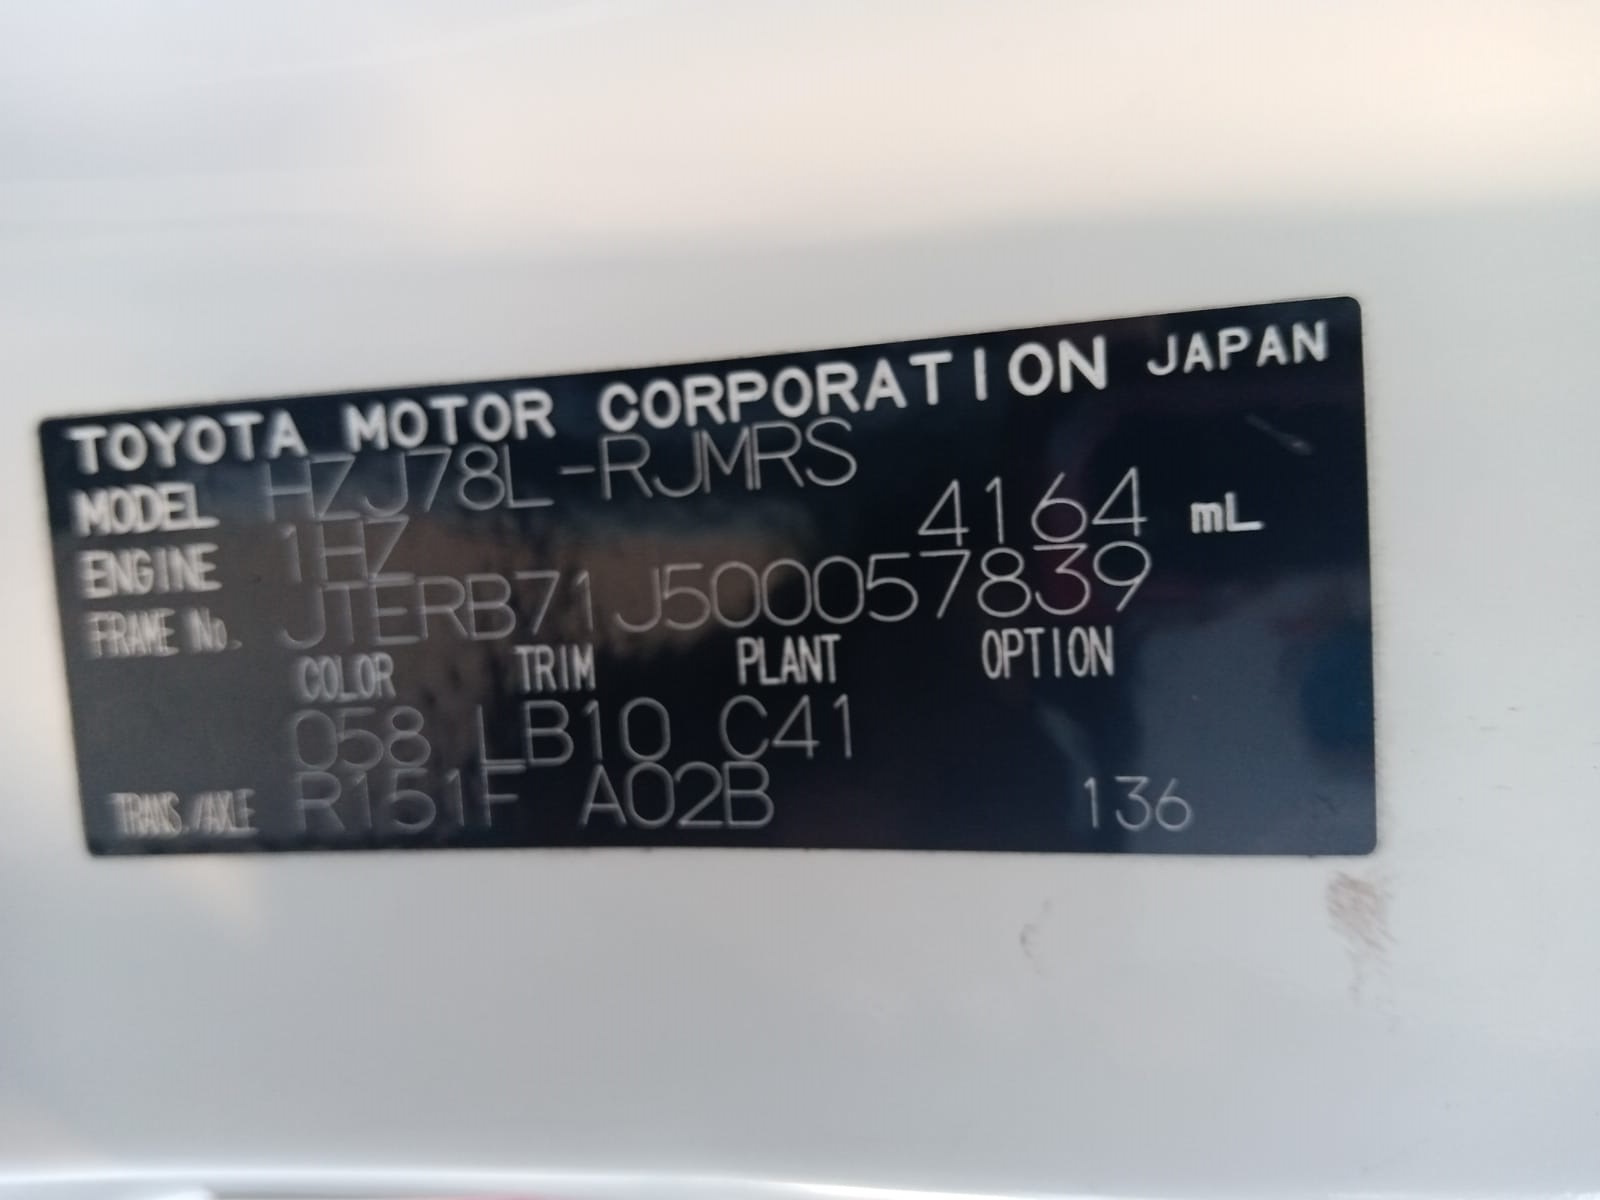 TOYOTA MOTOR CORPORATION JAPAN
MODEL HZJ78L-RJMRS
ENGINE 1HZ 4164 mL
FRAME No. JTERB71J500057839
COLOR TRIM PLANT OPTION
058 LB10 C41
TRANS./AXLE R151F A02B 136